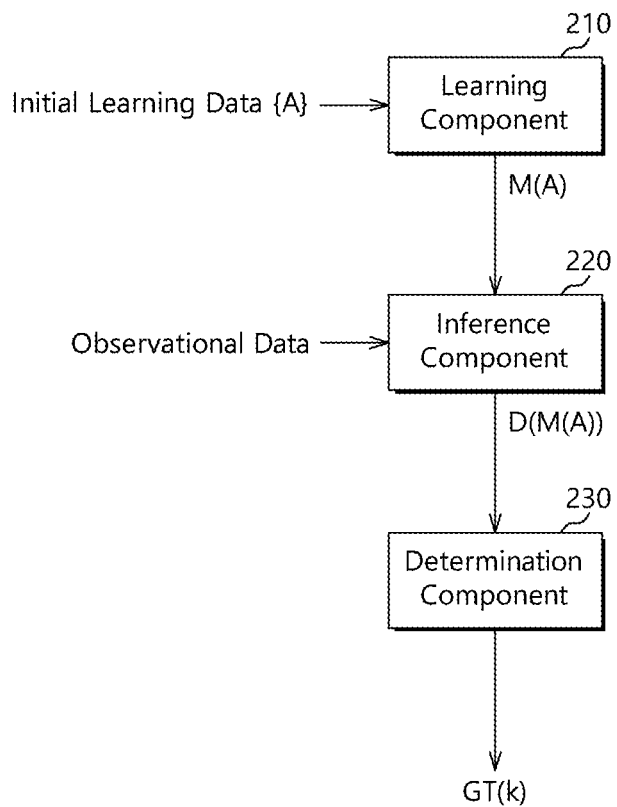 210
Initial Learning Data {A}
Learning
Component
M(A)
220
Observational Data
Inference
Component
D(M(A))
230
Determination
Component
GT(k)